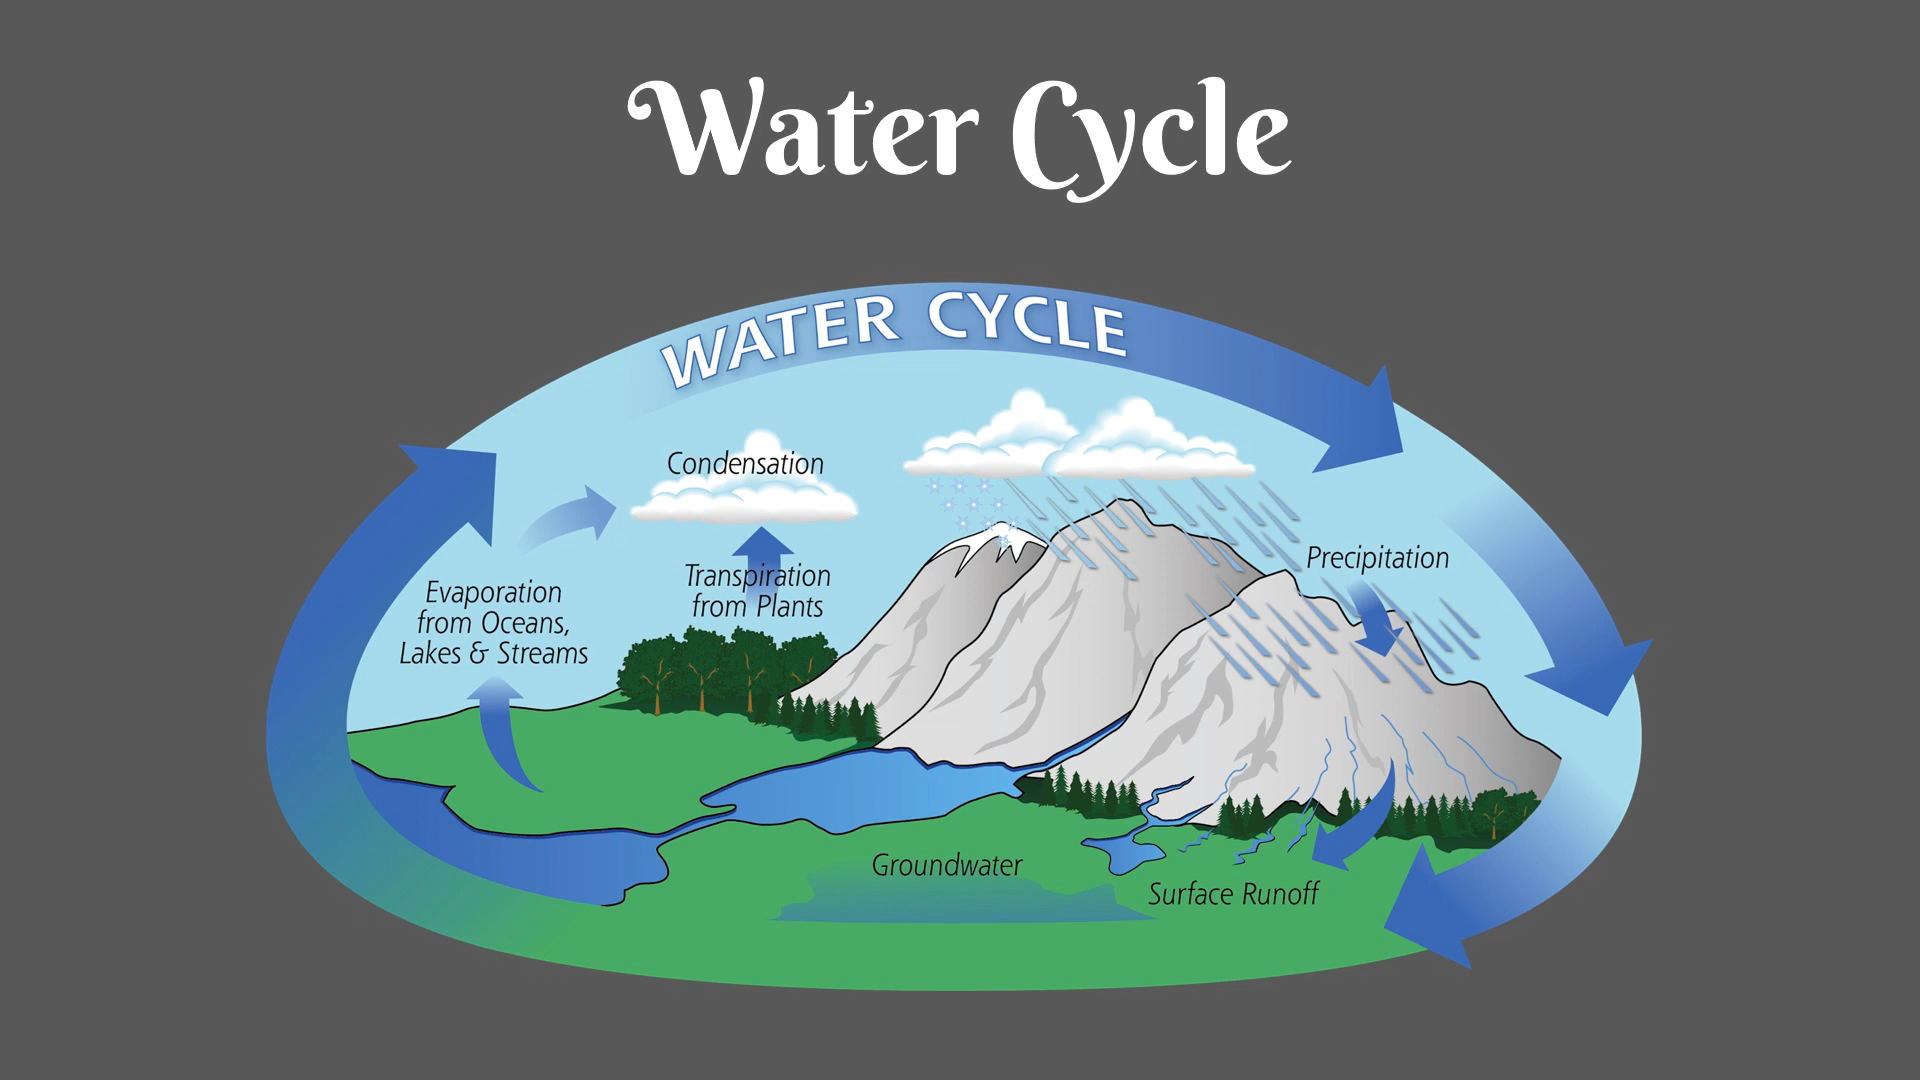 Water Cycle
WATER CYCLE
Condensation
Precipitation
Transpiration
from Plants
Evaporation
from Oceans,
Lakes & Streams
Groundwater
Surface Runoff